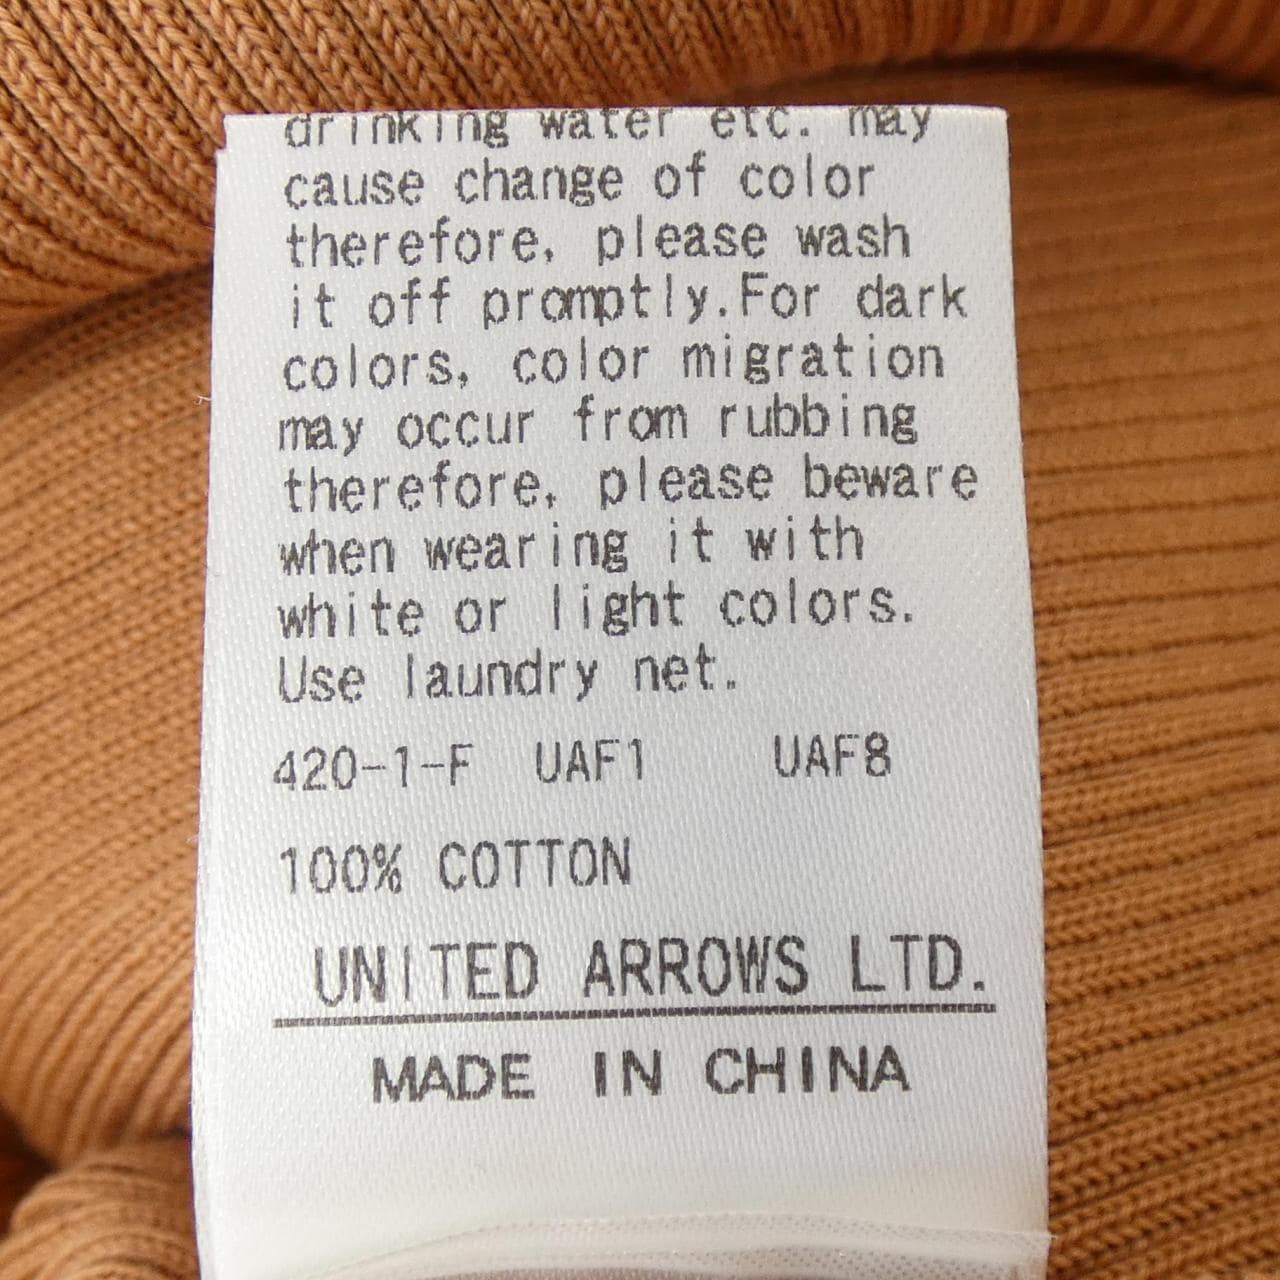 drinking water etc. may
cause change of color
therefore, please wash
it off promptly.For dark
colors, color migration
may occur from rubbing
therefore, please beware
when wearing it with
white or light colors.
Use laundry net.
420-1-F UAF1 UAF8
100% COTTON
UNITED ARROWS LTD.
MADE IN CHINA